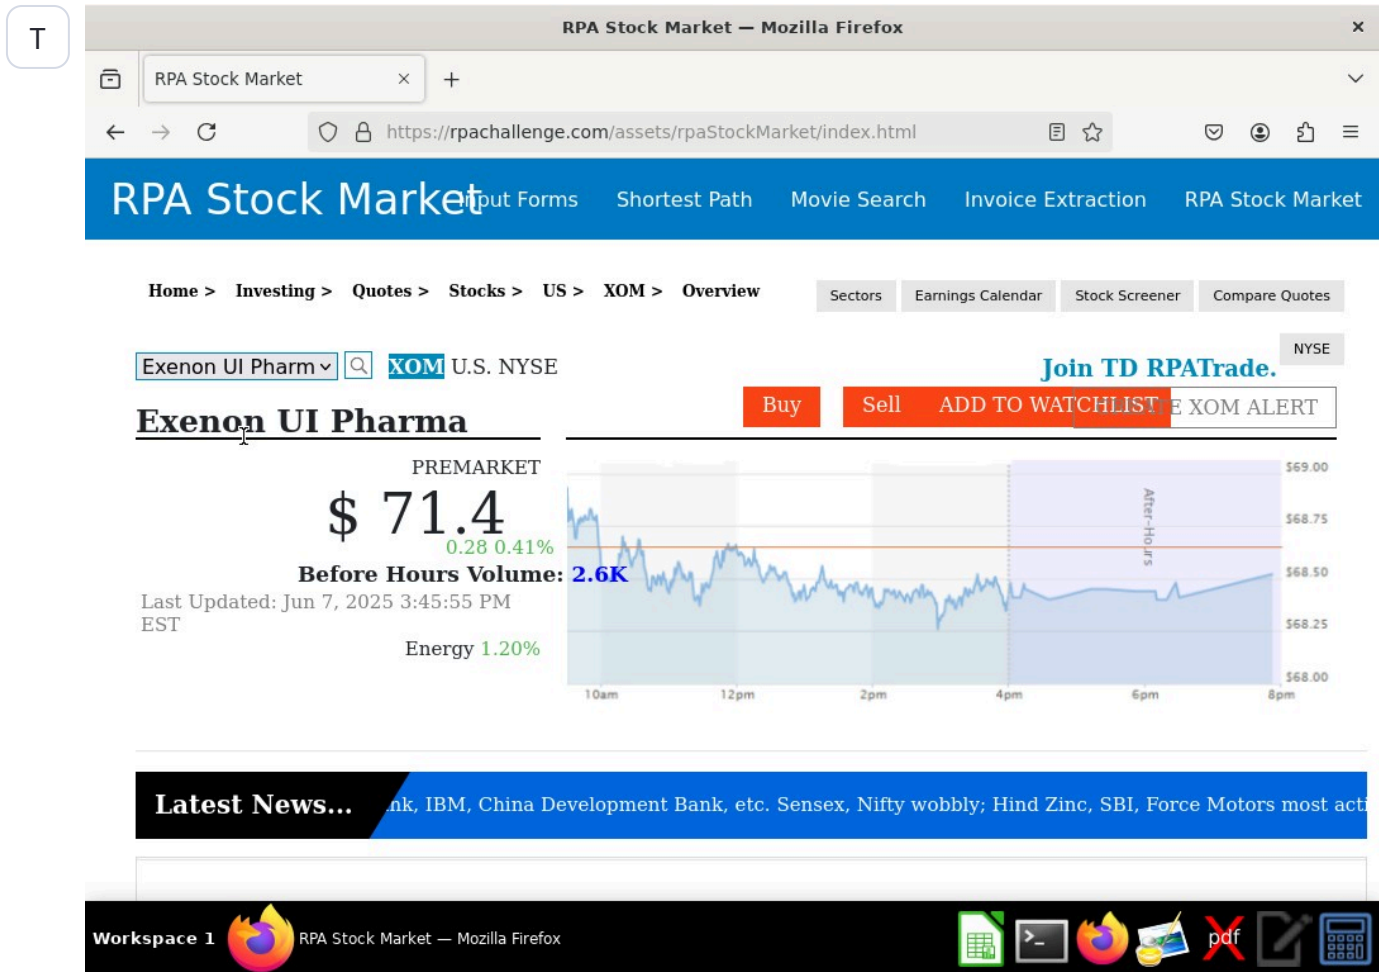 T
RPA Stock Market — Mozilla Firefox
RPA Stock Market
https://rpachallenge.com/assets/rpaStockMarket/index.html
RPA Stock Market Input Forms Shortest Path Movie Search Invoice Extraction RPA Stock Market
Home > Investing > Quotes > Stocks > US > XOM > Overview
Sectors Earnings Calendar Stock Screener Compare Quotes
NYSE
Exenon UI Pharm XOM U.S. NYSE
Join TD RPATrade.
Buy Sell ADD TO WATCHLIST CREATE XOM ALERT
Exenon UI Pharma
PREMARKET
$ 71.4
0.28 0.41%
Before Hours Volume: 2.6K
Last Updated: Jun 7, 2025 3:45:55 PM
EST
Energy 1.20%
$69.00
$68.75
$68.50
$68.25
$68.00
After-Hours
10am 12pm 2pm 4pm 6pm 8pm
Latest News... nk, IBM, China Development Bank, etc. Sensex, Nifty wobbly; Hind Zinc, SBI, Force Motors most acti
Workspace 1 RPA Stock Market — Mozilla Firefox
>_
pdf